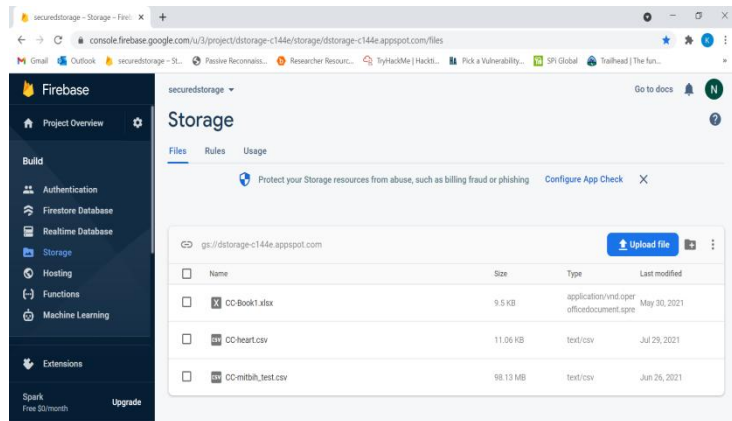 securedstorage – Storage – Fireb
console.firebase.google.com/u/3/project/dstorage-c144e/storage/dstorage-c144e.appspot.com/files
Gmail Outlook securedstorage – St... Passive Reconnaiss... Researcher Resourc... TryHackMe | Hackti... Pick a Vulnerability... SPi Global Trailhead | The fun...
Firebase
securedstorage
Go to docs
N
Project Overview
Storage
Build
Files Rules Usage
Protect your Storage resources from abuse, such as billing fraud or phishing Configure App Check
Authentication
Firestore Database
Realtime Database
Storage
Hosting
Functions
Machine Learning
Extensions
Spark
Free $0/month
Upgrade
gs://dstorage-c144e.appspot.com
Upload file
Name Size Type Last modified
CC-Book1.xlsx 9.5 KB application/vnd.oper
officedocument.spre May 30, 2021
CC-heart.csv 11.06 KB text/csv Jul 29, 2021
CC-mitbih_test.csv 98.13 MB text/csv Jun 26, 2021